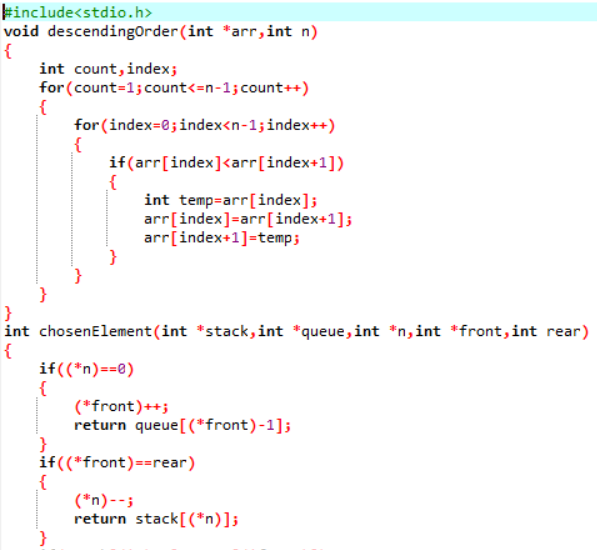 #include<stdio.h>
void descendingOrder(int *arr,int n)
{
    int count,index;
    for(count=1;count<=n-1;count++)
    {
        for(index=0;index<n-1;index++)
        {
            if(arr[index]<arr[index+1])
            {
                int temp=arr[index];
                arr[index]=arr[index+1];
                arr[index+1]=temp;
            }
        }
    }
}
int chosenElement(int *stack,int *queue,int *n,int *front,int rear)
{
    if((*n)==0)
    {
        (*front)++;
        return queue[(*front)-1];
    }
    if((*front)==rear)
    {
        (*n)--;
        return stack[(*n)];
    }